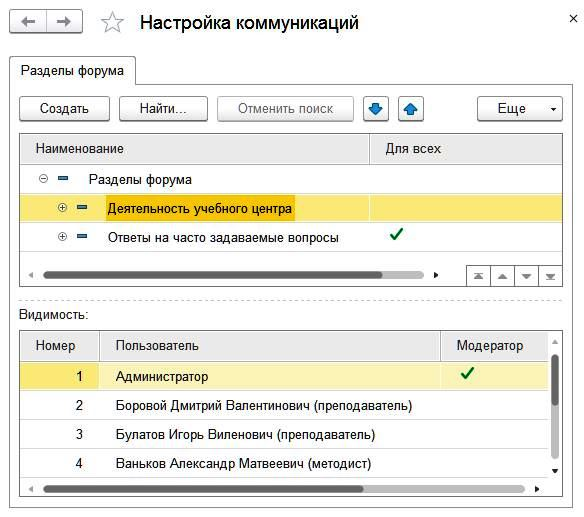 Настройка коммуникаций
Разделы форума
Создать Найти... Отменить поиск Еще
Наименование Для всех
Разделы форума
Деятельность учебного центра
Ответы на часто задаваемые вопросы
Видимость:
Номер Пользователь Модератор
1 Администратор
2 Боровой Дмитрий Валентинович (преподаватель)
3 Булатов Игорь Виленович (преподаватель)
4 Ваньков Александр Матвеевич (методист)